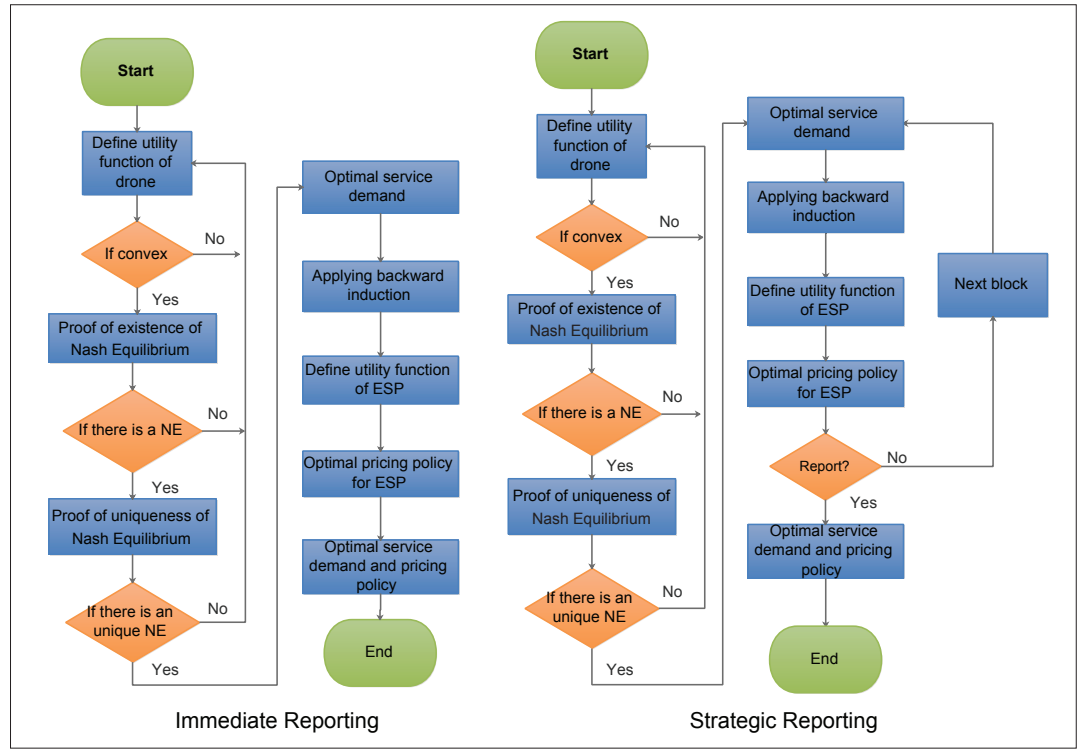 Start
Define utility
function of
drone
If convex
No
Yes
Proof of existence of
Nash Equilibrium
If there is a NE
No
Yes
Proof of uniqueness of
Nash Equilibrium
If there is an
unique NE
No
Yes
Optimal service
demand
Applying backward
induction
Define utility function
of ESP
Optimal pricing policy
for ESP
Optimal service
demand and pricing
policy
End
Immediate Reporting
Start
Define utility
function of
drone
If convex
No
Yes
Proof of existence of
Nash Equilibrium
If there is a NE
No
Yes
Proof of uniqueness of
Nash Equilibrium
If there is an
unique NE
No
Yes
Optimal service
demand
Applying backward
induction
Define utility function
of ESP
Optimal pricing policy
for ESP
Report?
No
Yes
Next block
Optimal service
demand and pricing
policy
End
Strategic Reporting